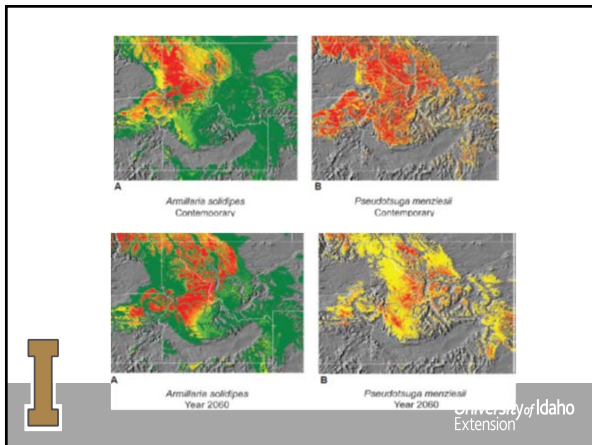 A
Armillaria solidipes
Contemporary
B
Pseudotsuga menziesii
Contemporary
A
Armillaria solidipes
Year 2060
B
Pseudotsuga menziesii
Year 2060
I
University of Idaho
Extension